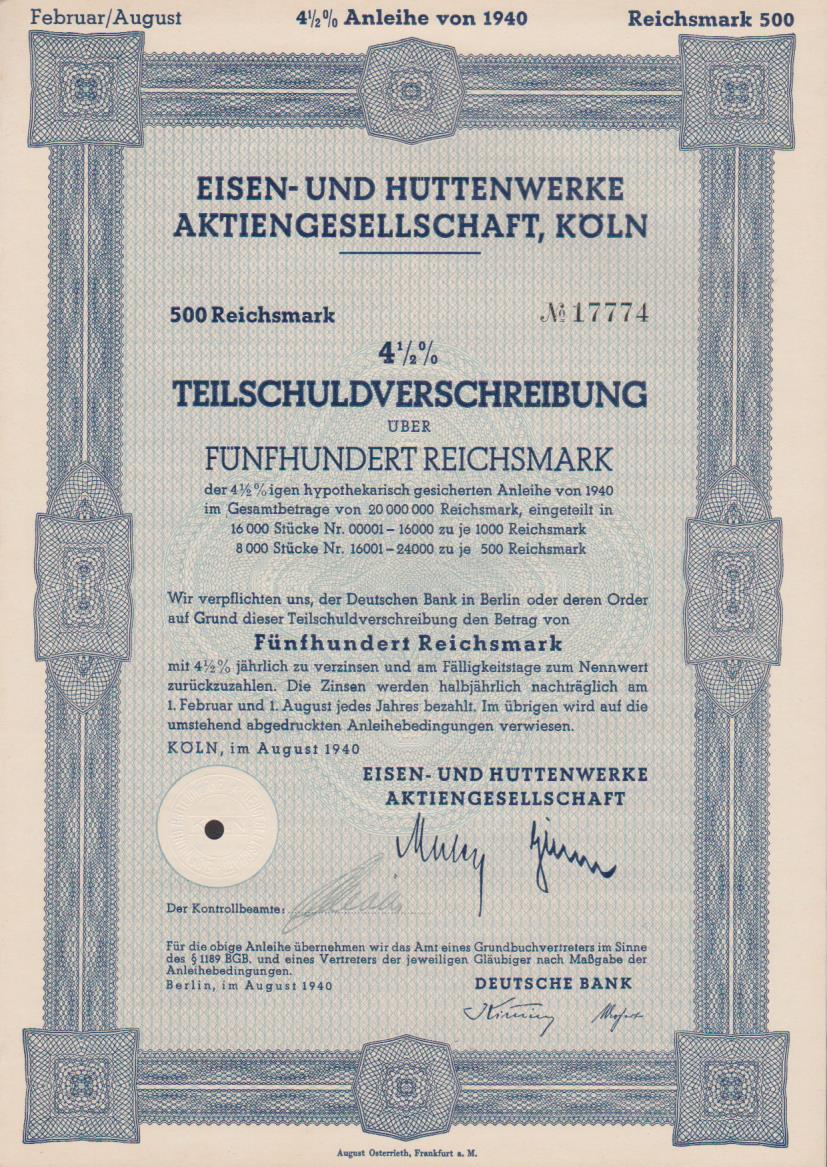 Februar/August 4½% Anleihe von 1940 Reichsmark 500
EISEN- UND HÜTTENWERKE
AKTIENGESELLSCHAFT, KÖLN
500 Reichsmark № 17774
4½%
TEILSCHULDVERSCHREIBUNG
ÜBER
FÜNFHUNDERT REICHSMARK
der 4½%igen hypothekarisch gesicherten Anleihe von 1940
im Gesamtbetrage von 20 000 000 Reichsmark, eingeteilt in
16 000 Stücke Nr. 00001 – 16000 zu je 1000 Reichsmark
8 000 Stücke Nr. 16001 – 24000 zu je 500 Reichsmark
Wir verpflichten uns, der Deutschen Bank in Berlin oder deren Order
auf Grund dieser Teilschuldverschreibung den Betrag von
Fünfhundert Reichsmark
mit 4½% jährlich zu verzinsen und am Fälligkeitstage zum Nennwert
zurückzuzahlen. Die Zinsen werden halbjährlich nachträglich am
1. Februar und 1. August jedes Jahres bezahlt. Im übrigen wird auf die
umstehend abgedruckten Anleihebedingungen verwiesen.
KÖLN, im August 1940
EISEN- UND HÜTTENWERKE
AKTIENGESELLSCHAFT
Der Kontrollbeamte:
Für die obige Anleihe übernehmen wir das Amt eines Grundbuchvertreters im Sinne
des § 1189 BGB. und eines Vertreters der jeweiligen Gläubiger nach Maßgabe der
Anleihebedingungen.
Berlin, im August 1940
DEUTSCHE BANK
August Osterrieth, Frankfurt a. M.